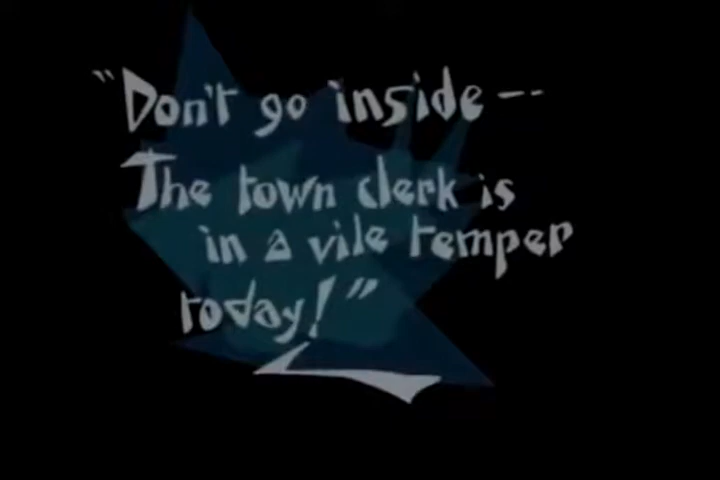 "Don't go inside --
The town clerk is
in a vile temper
today!"